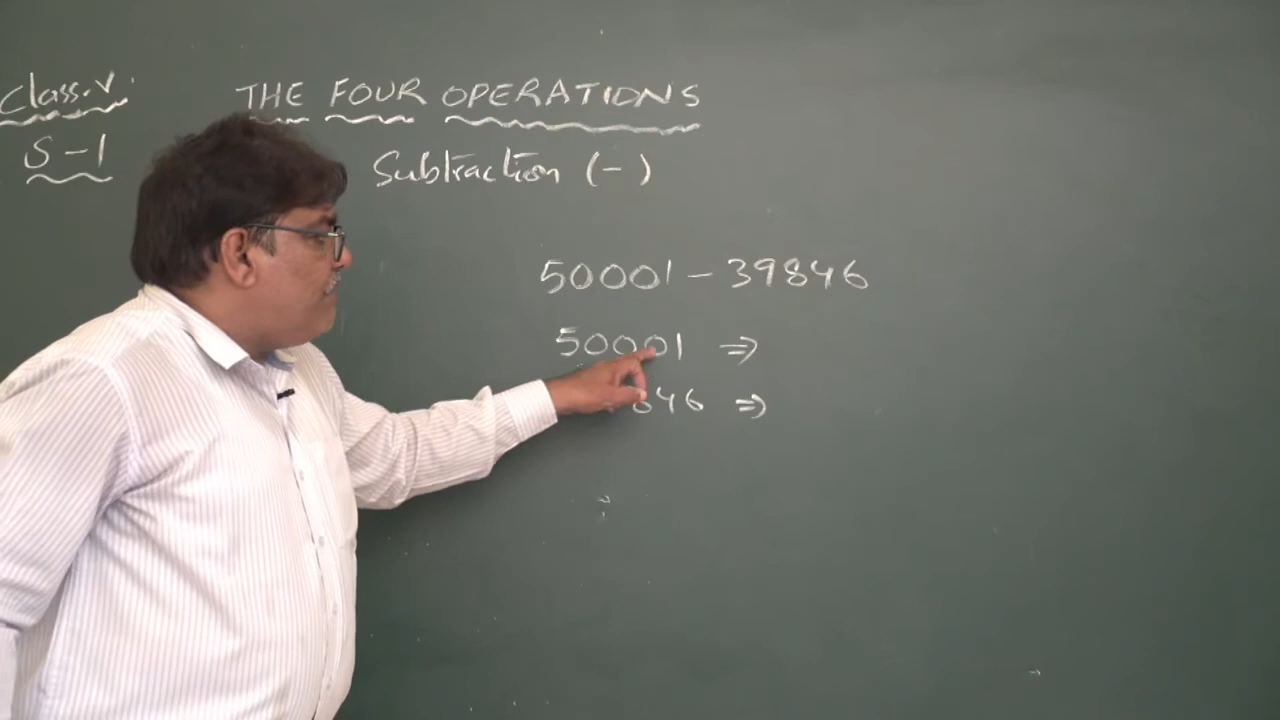 Class.V.
THE FOUR OPERATIONS
S-1
Subtraction (-)
50001 - 39846
50001 ⇒
846 ⇒